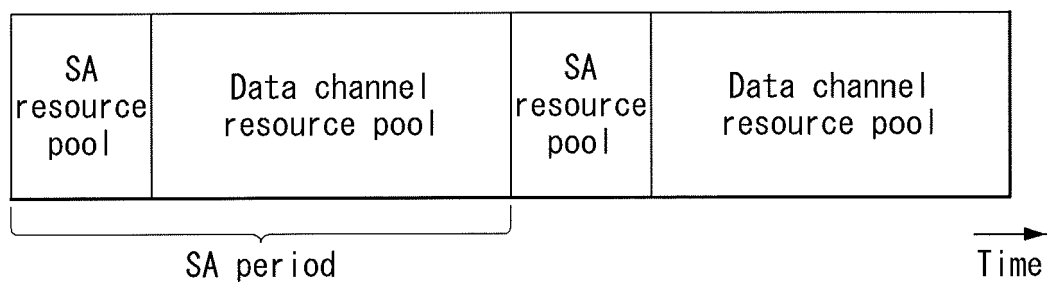 SA
resource
pool
Data channel
resource pool
SA
resource
pool
Data channel
resource pool
SA period
Time